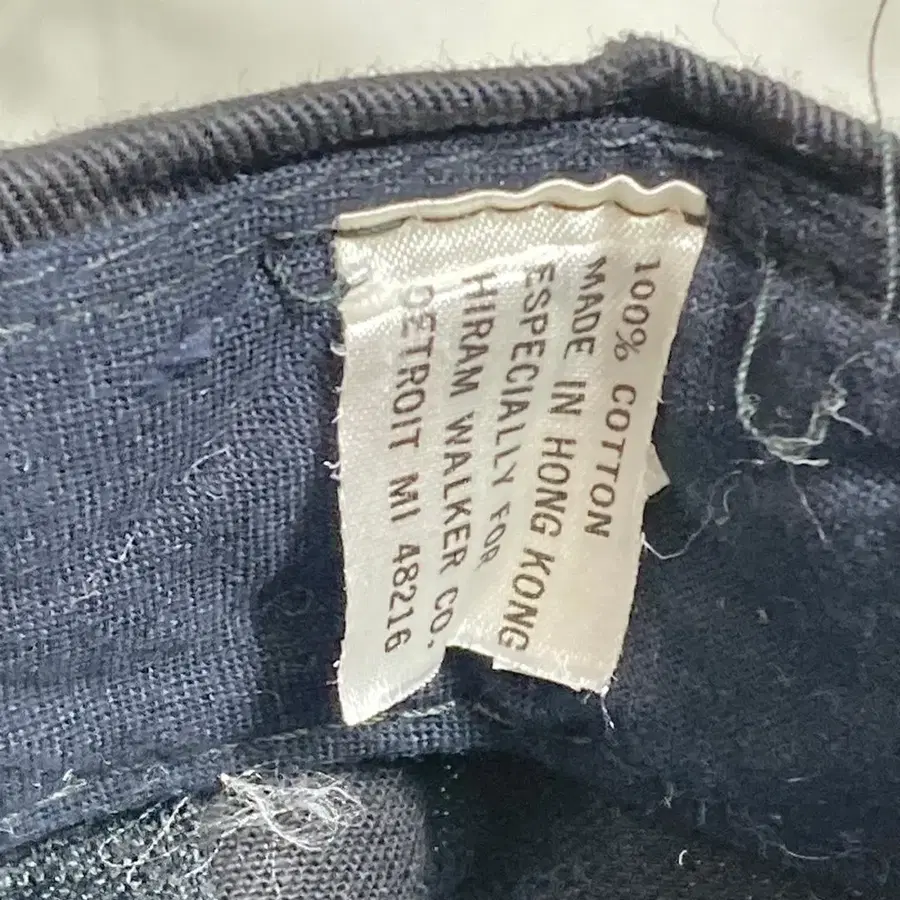 100% COTTON
MADE IN HONG KONG
ESPECIALLY FOR
HIRAM WALKER CO.
DETROIT MI 48216